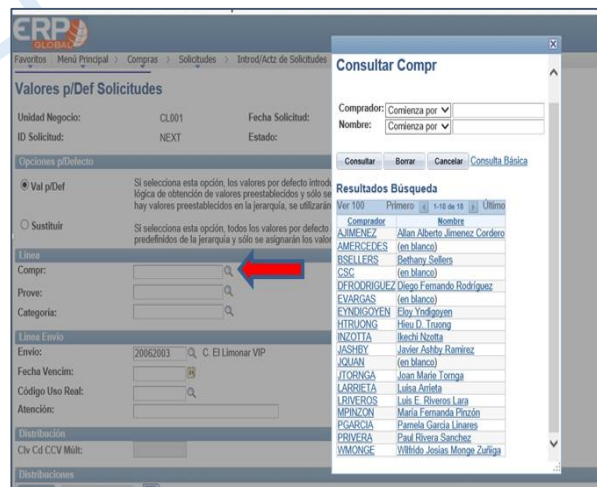 ERP
GLOBAL
Favoritos Menú Principal > Compras > Solicitudes > Introd/Actz de Solicitudes
Valores p/Def Solicitudes
Unidad Negocio: CL001 Fecha Solicitud:
ID Solicitud: NEXT Estado:
Opciones p/Defecto
Val p/Def Si selecciona esta opción, los valores por defecto introdu
lógica de obtención de valores preestablecidos y sólo se
hay valores preestablecidos en la jerarquía, se utilizarán
Sustituir Si selecciona esta opción, todos los valores por defecto
predefinidos de la jerarquía y sólo se asignarán los valor
Línea
Compr:
Prove:
Categoría:
Línea Envío
Envío: 20062003 C. El Limonar VIP
Fecha Vencim:
Código Uso Real:
Atención:
Distribución
Clv Cd CCV Múlt:
Distribuciones
Consultar Compr
Comprador: Comienza por
Nombre: Comienza por
Consultar Borrar Cancelar Consulta Básica
Resultados Búsqueda
Ver 100 Primero 1-18 de 18 Último
Comprador Nombre
AJIMENEZ Allan Alberto Jimenez Cordero
AMERCEDES (en blanco)
BSELLERS Bethany Sellers
CSC (en blanco)
DFRODRIGUEZ Diego Fernando Rodríguez
EVARGAS (en blanco)
EYNDIGOYEN Eloy Yndigoyen
HTRUONG Hieu D. Truong
INZOTTA Ikechi Nzotta
JASHBY Javier Ashby Ramirez
JQUAN (en blanco)
JTORNGA Joan Marie Tornga
LARRIETA Luisa Arrieta
LRIVEROS Luis E. Riveros Lara
MPINZON María Fernanda Pinzón
PGARCIA Pamela Garcia Linares
PRIVERA Paul Rivera Sanchez
WMONGE Wilfrido Josias Monge Zuñiga